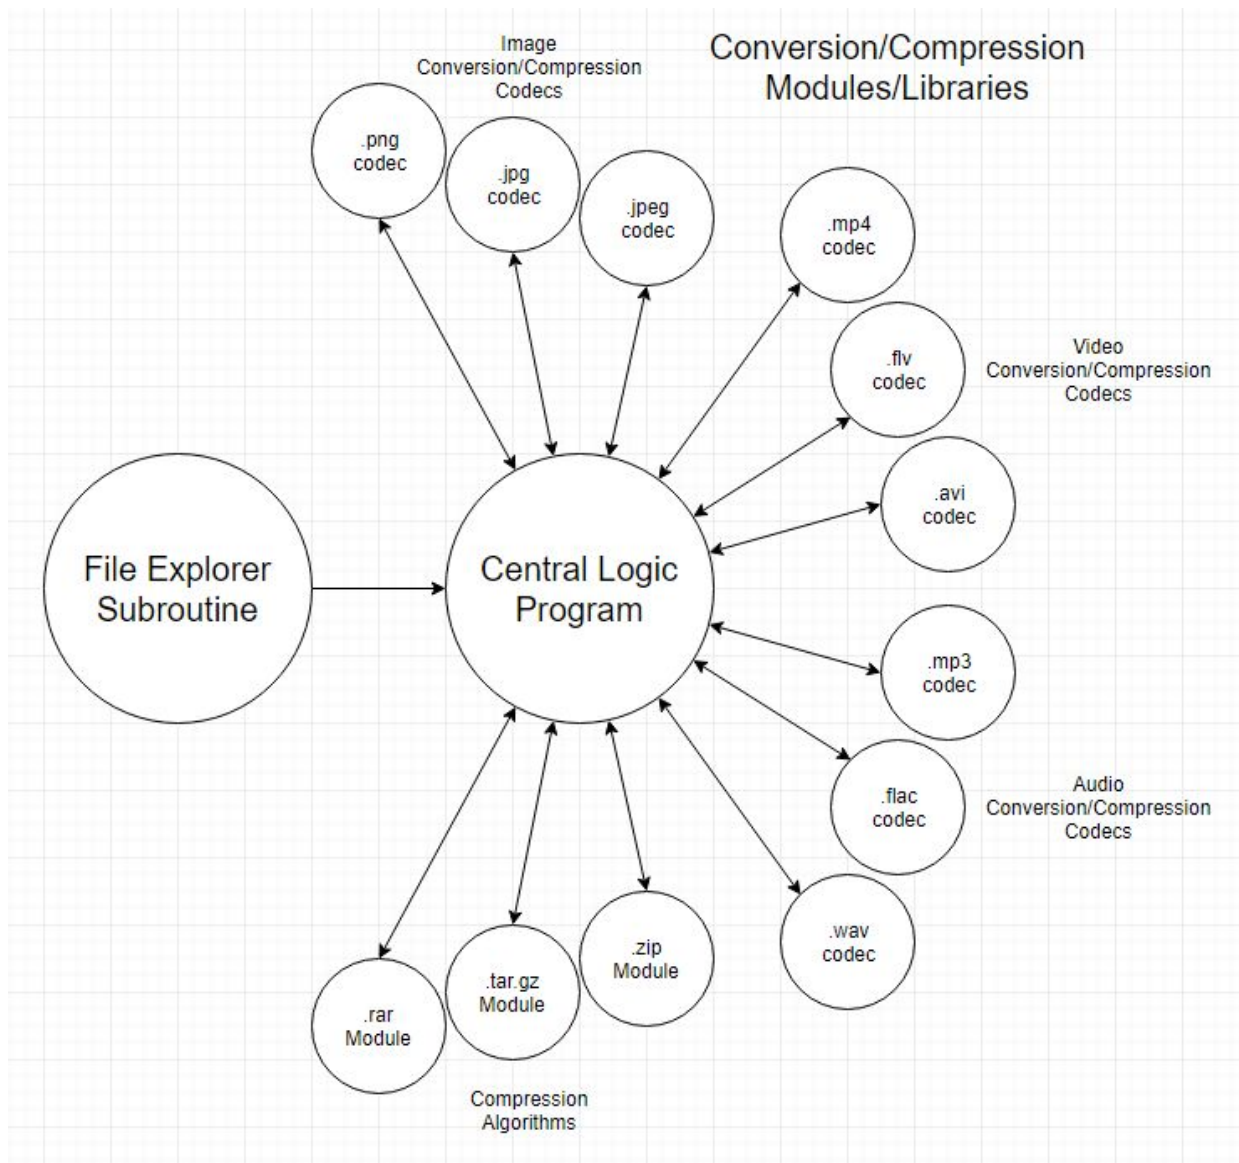 Image
Conversion/Compression
Codecs
Conversion/Compression
Modules/Libraries
.png
codec
.jpg
codec
.jpeg
codec
.mp4
codec
.flv
codec
Video
Conversion/Compression
Codecs
.avi
codec
File Explorer
Subroutine
Central Logic
Program
.mp3
codec
.flac
codec
Audio
Conversion/Compression
Codecs
.wav
codec
.zip
Module
.tar.gz
Module
.rar
Module
Compression
Algorithms